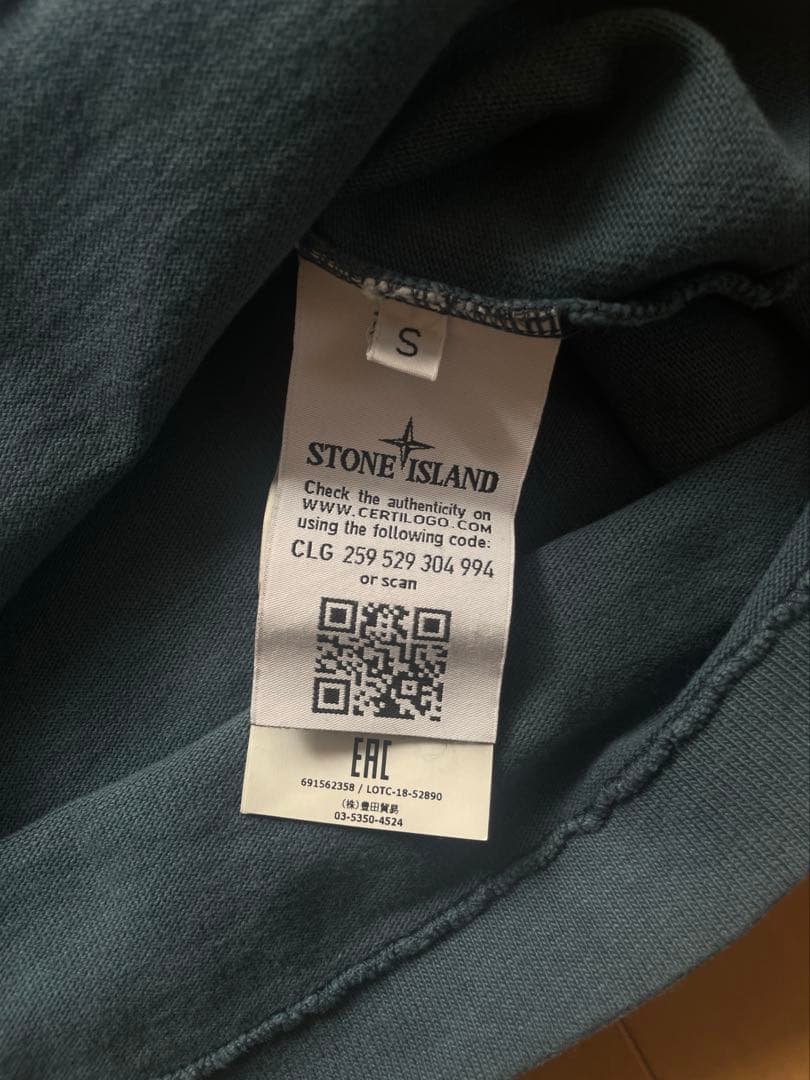 S
STONE ISLAND
Check the authenticity on
WWW.CERTILOGO.COM
using the following code:
CLG 259 529 304 994
or scan
EAC
691562358 / LOTC-18-52890
(株)豊田貿易
03-5350-4524